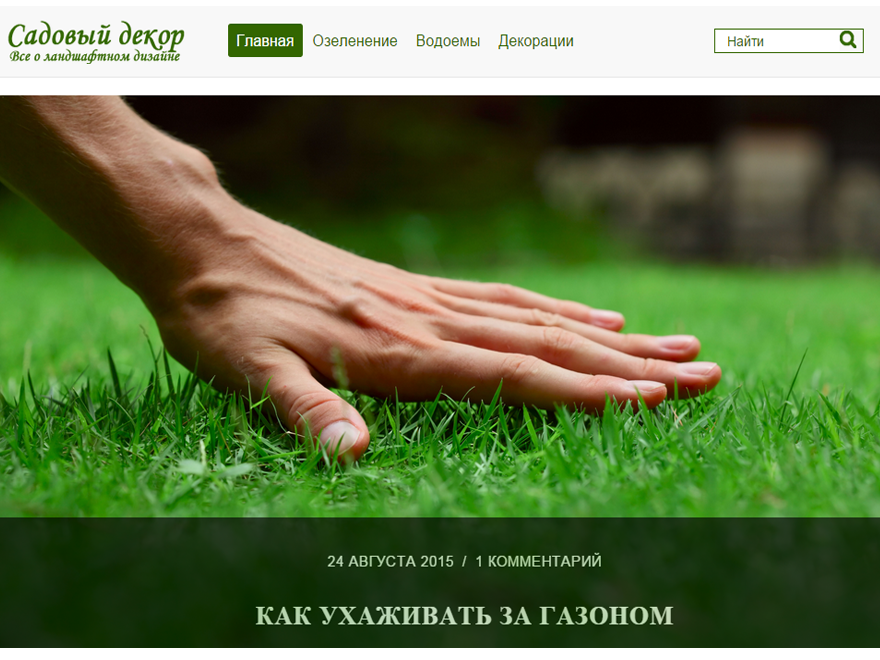 Садовый декор
Все о ландшафтном дизайне
Главная Озеленение Водоемы Декорации
Найти
24 АВГУСТА 2015 / 1 КОММЕНТАРИЙ
КАК УХАЖИВАТЬ ЗА ГАЗОНОМ